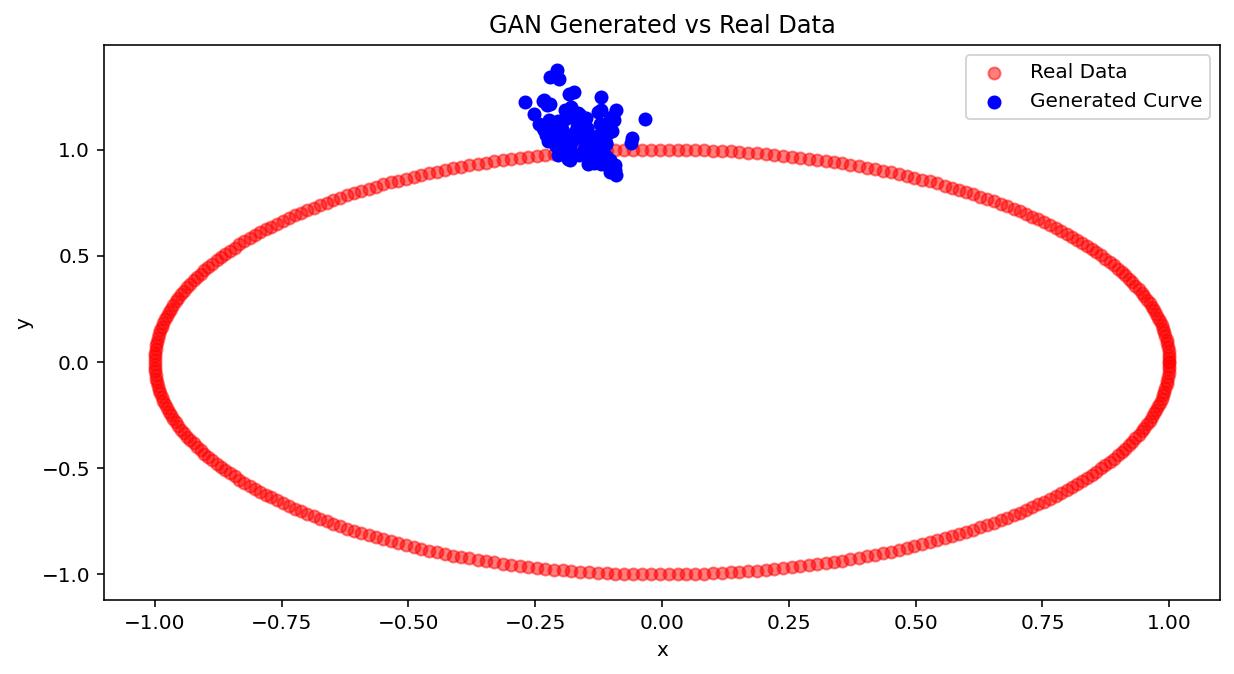 GAN Generated vs Real Data
Real Data
Generated Curve
y
1.0
0.5
0.0
−0.5
−1.0
−1.00 −0.75 −0.50 −0.25 0.00 0.25 0.50 0.75 1.00
x